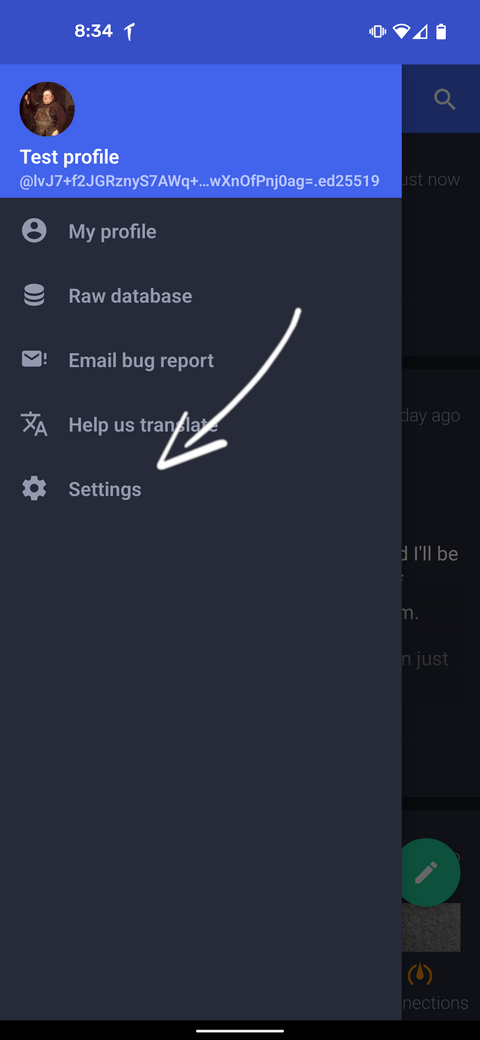 8:34
Test profile
@lvJ7+f2JGRznyS7AWq+...wXnOfPnj0ag=.ed25519
ust now
My profile
Raw database
Email bug report
day ago
Help us translate
Settings
d I'll be
m.
n just
nections